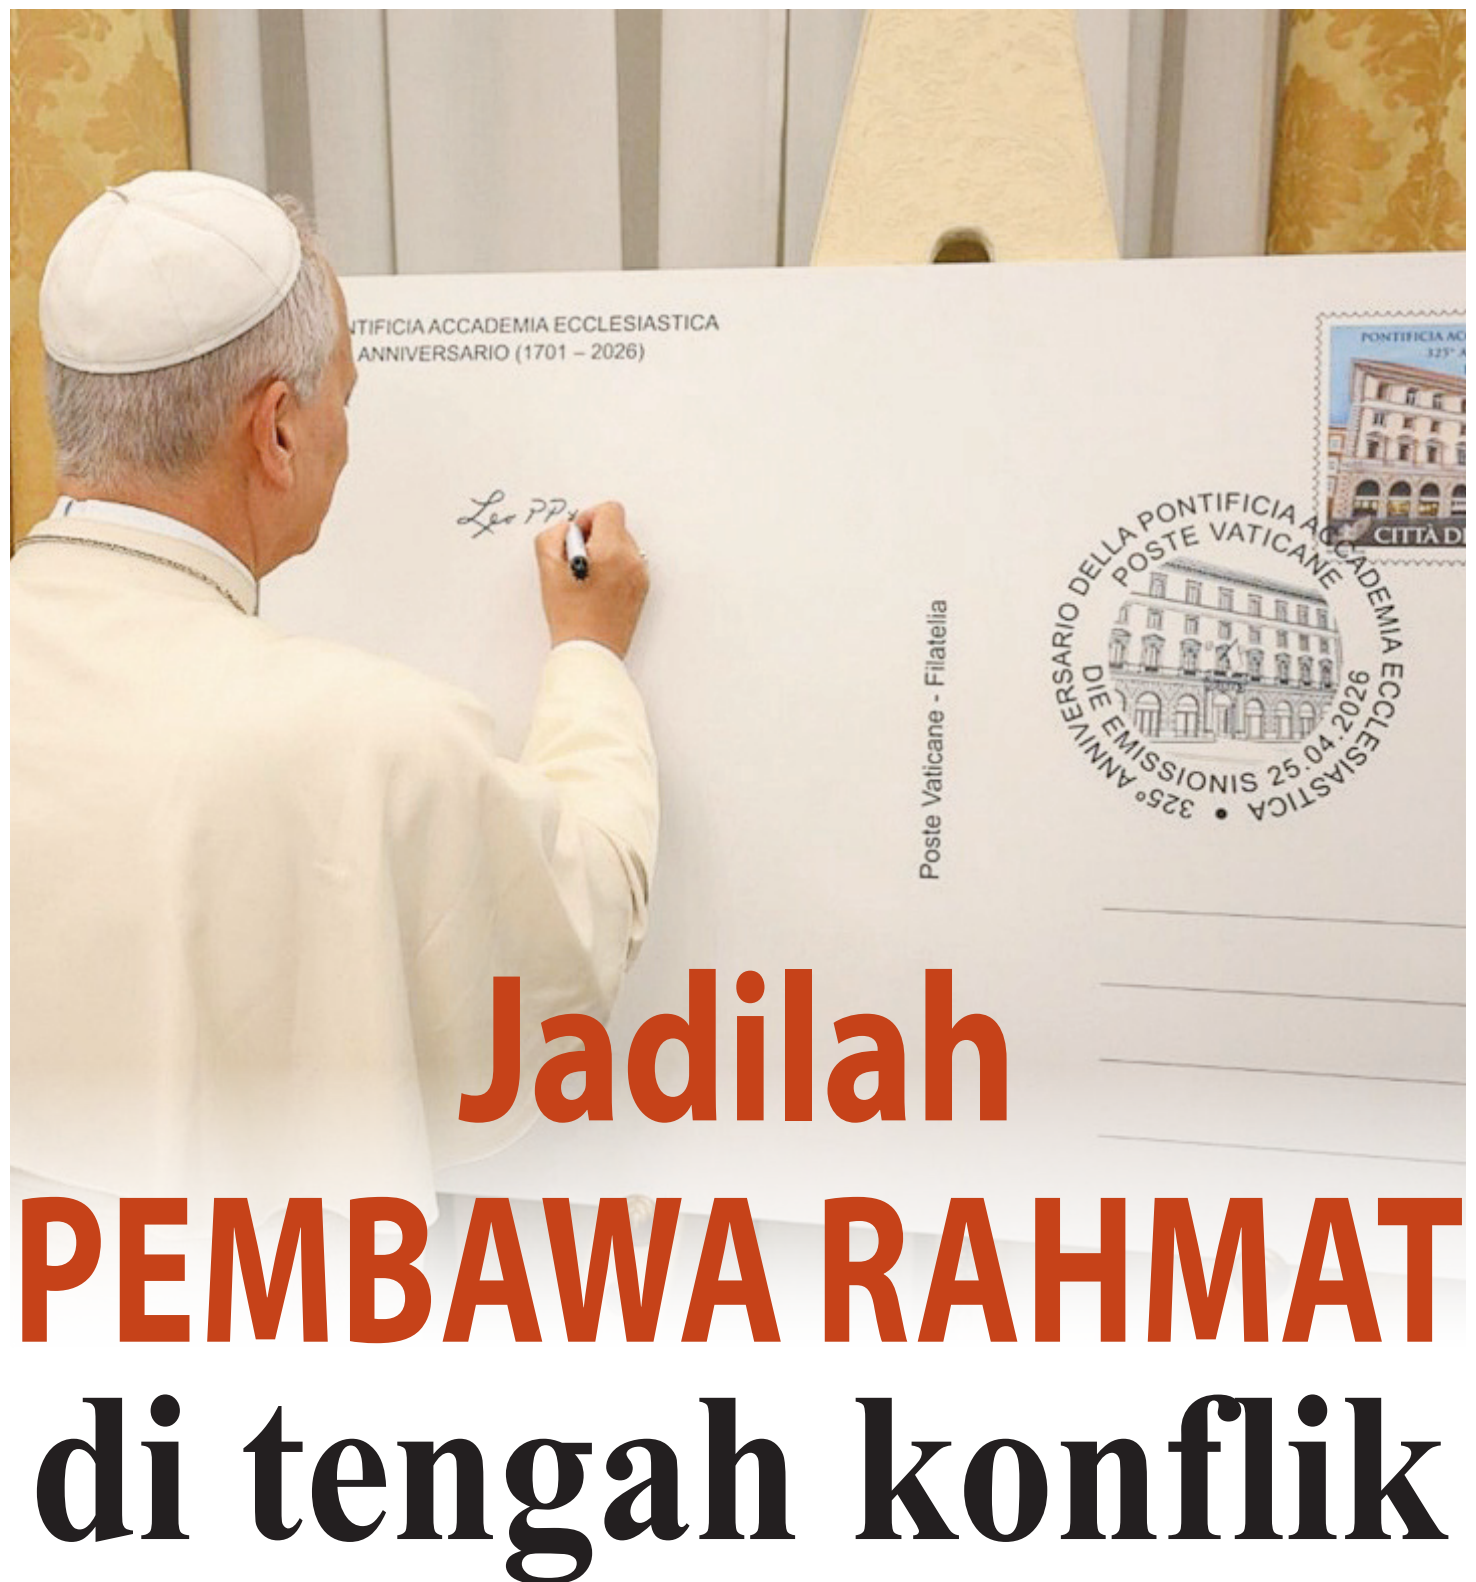 NTIFICIA ACCADEMIA ECCLESIASTICA
ANNIVERSARIO (1701 – 2026)
PONTIFICIA AC
325° A
Leo PP
CITTÀ DE
325° ANNIVERSARIO DELLA PONTIFICIA ACCADEMIA ECCLESIASTICA •
POSTE VATICANE
DIE EMISSIONIS 25.04.2026
Poste Vaticane - Filatelia
Jadilah
PEMBAWA RAHMAT
di tengah konflik